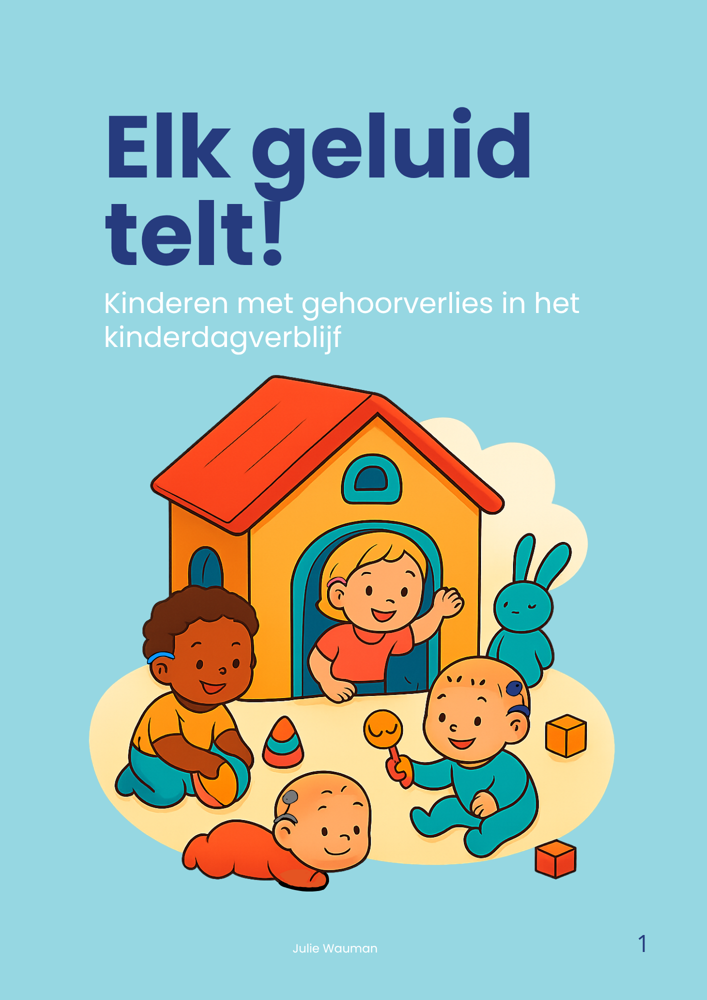 Elk geluid
telt!
Kinderen met gehoorverlies in het
kinderdagverblijf
Julie Wauman
1